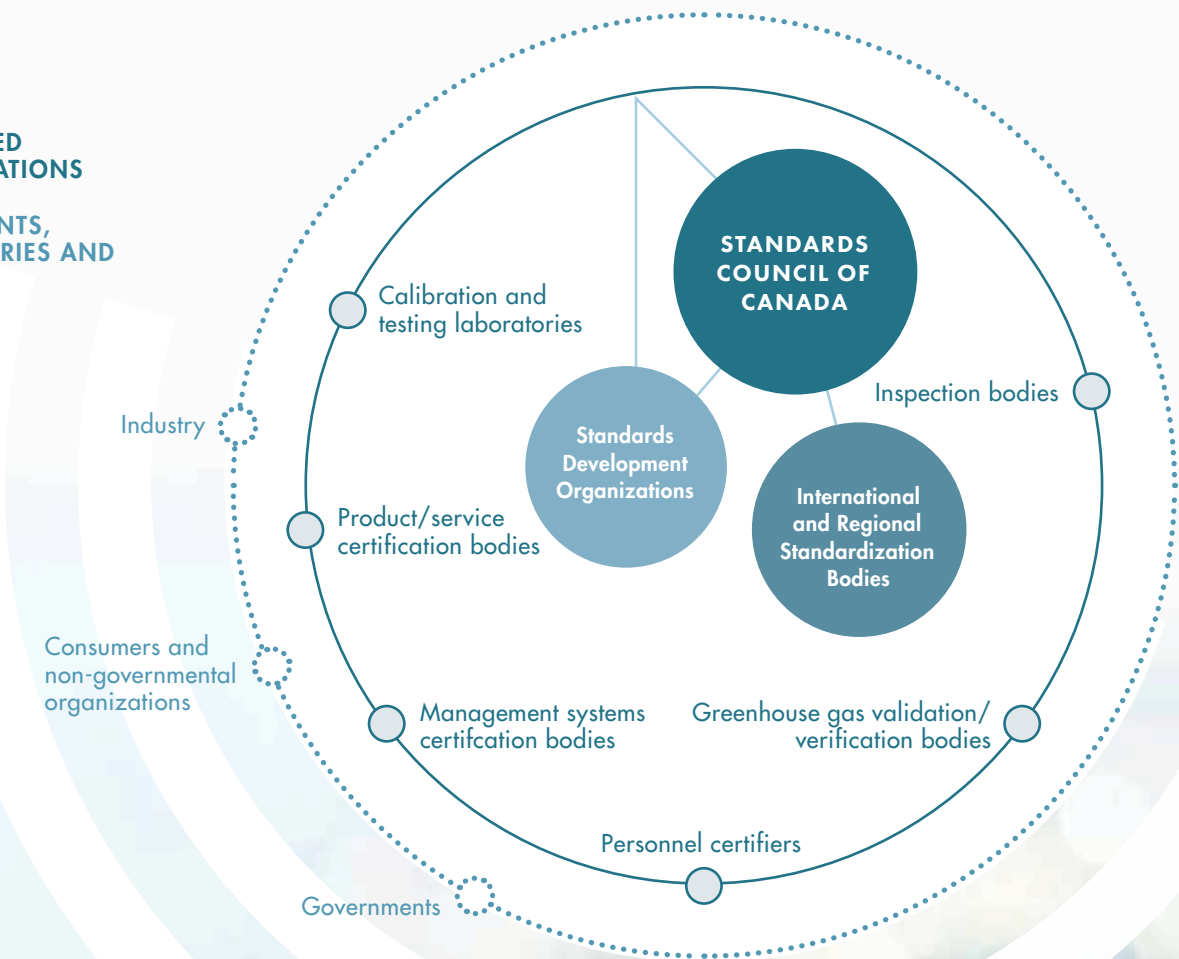 ED
ATIONS
NTS,
RIES AND
STANDARDS
COUNCIL OF
CANADA
Calibration and
testing laboratories
Inspection bodies
Industry
Standards
Development
Organizations
International
and Regional
Standardization
Bodies
Product/service
certification bodies
Consumers and
non-governmental
organizations
Management systems
certifcation bodies
Greenhouse gas validation/
verification bodies
Personnel certifiers
Governments